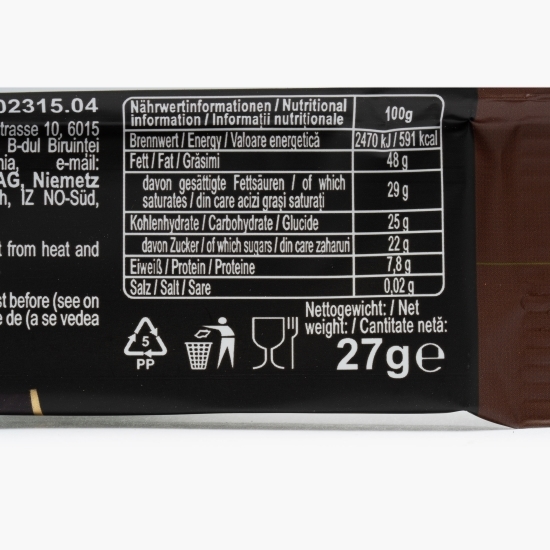 02315.04
trasse 10, 6015
B-dul Biruinței
nia, e-mail:
AG, Niemetz
h, IZ NO-Süd,
t from heat and
st before (see on
e de (a se vedea
Nährwertinformationen / Nutritional
information / Informații nutriționale 100g
Brennwert / Energy / Valoare energetică 2470 kJ / 591 kcal
Fett / Fat / Grăsimi 48 g
davon gesättigte Fettsäuren / of which
saturates / din care acizi grași saturați 29 g
Kohlenhydrate / Carbohydrate / Glucide 25 g
davon Zucker / of which sugars / din care zaharuri 22 g
Eiweiß / Protein / Proteine 7,8 g
Salz / Salt / Sare 0,02 g
Nettogewicht: / Net
weight: / Cantitate netă:
27g℮
5
PP